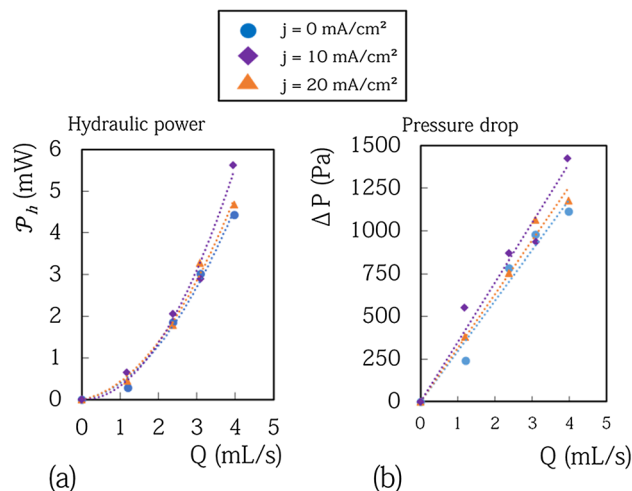 j = 0 mA/cm²
j = 10 mA/cm²
j = 20 mA/cm²
Hydraulic power
Pressure drop
𝒫ₕ (mW)
6
5
4
3
2
1
0
0 1 2 3 4 5
Q (mL/s)
(a)
ΔP (Pa)
1500
1250
1000
750
500
250
0
0 1 2 3 4 5
Q (mL/s)
(b)